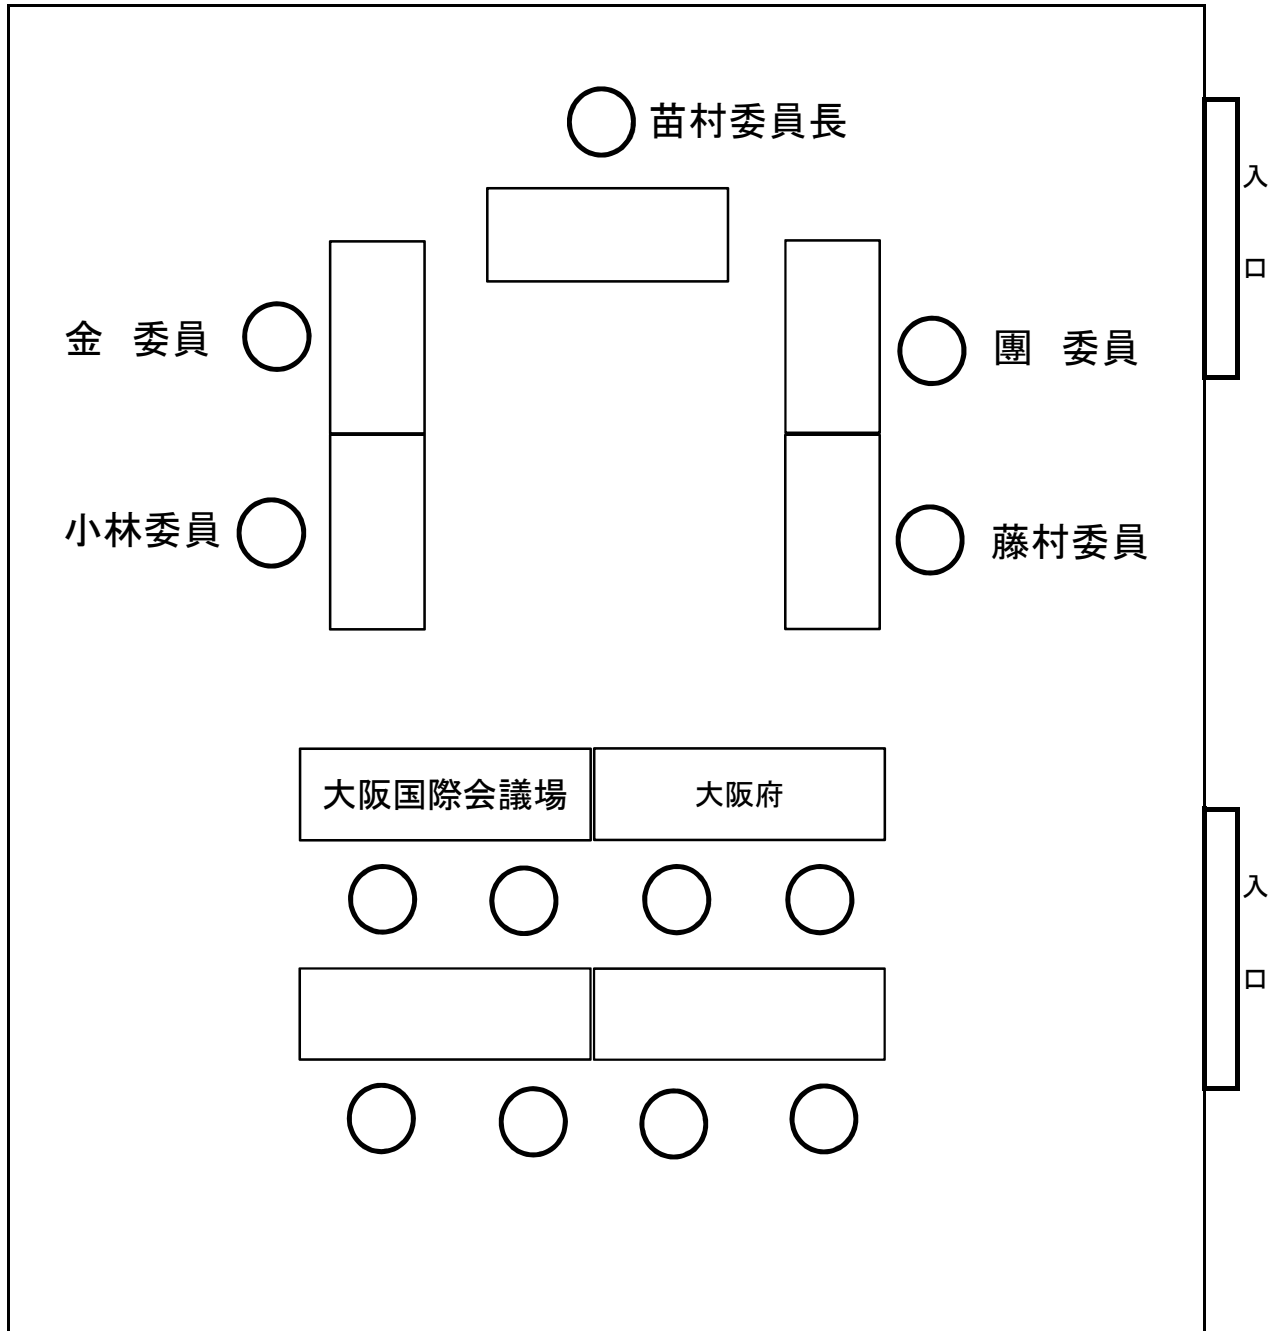 苗村委員長
入口
金 委員
團 委員
小林委員
藤村委員
大阪国際会議場
大阪府
入口